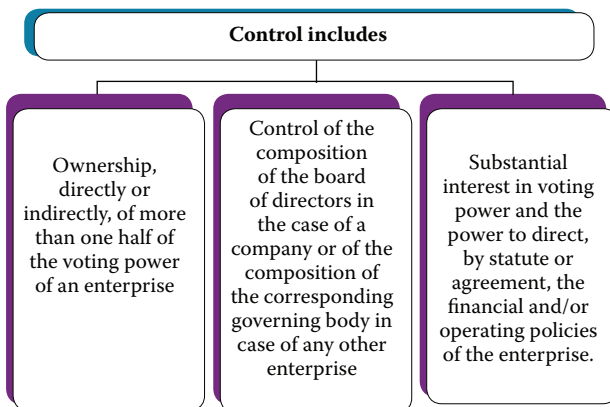 Control includes
Ownership,
directly or
indirectly, of more
than one half of
the voting power
of an enterprise
Control of the
composition
of the board
of directors in
the case of a
company or of the
composition of
the corresponding
governing body in
case of any other
enterprise
Substantial
interest in voting
power and the
power to direct,
by statute or
agreement, the
financial and/or
operating policies
of the enterprise.